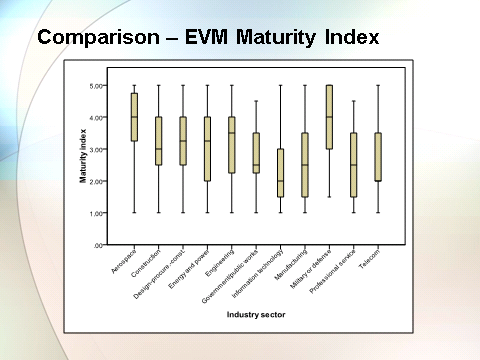 Comparison – EVM Maturity Index
5.00
4.00
3.00
2.00
1.00
.00
Maturity index
Aerospace
Construction
Design-procure.-const.
Energy and power
Engineering
Government/public works
Information technology
Manufacturing
Military or defense
Professional service
Telecom
Industry sector